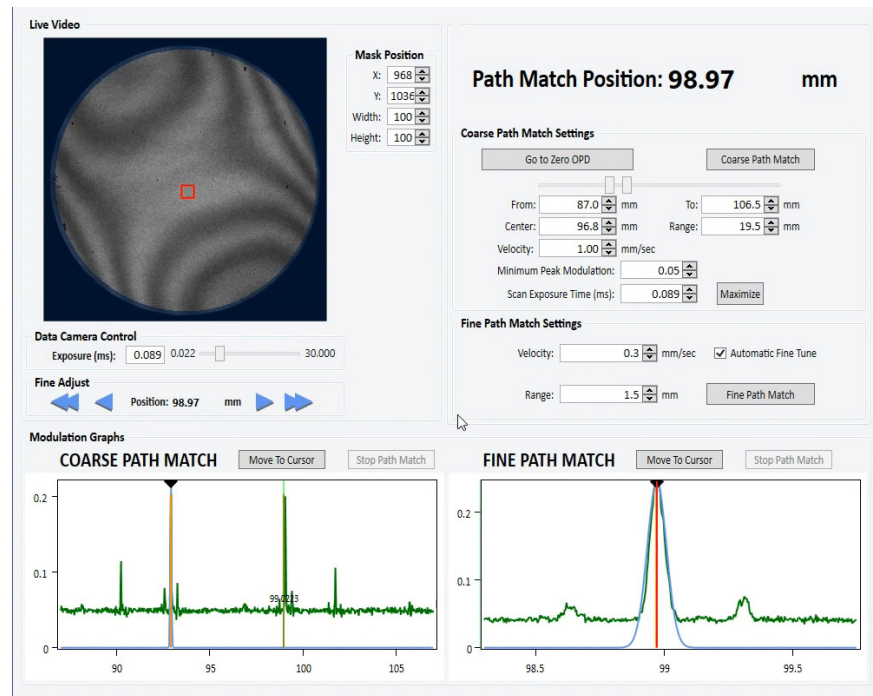 Live Video
Mask Position
X: 968
Y: 1036
Width: 100
Height: 100
Data Camera Control
Exposure (ms): 0.089 0.022 30.000
Fine Adjust
Position: 98.97 mm
Path Match Position: 98.97 mm
Coarse Path Match Settings
Go to Zero OPD Coarse Path Match
From: 87.0 mm To: 106.5 mm
Center: 96.8 mm Range: 19.5 mm
Velocity: 1.00 mm/sec
Minimum Peak Modulation: 0.05
Scan Exposure Time (ms): 0.089 Maximize
Fine Path Match Settings
Velocity: 0.3 mm/sec Automatic Fine Tune
Range: 1.5 mm Fine Path Match
Modulation Graphs
COARSE PATH MATCH Move To Cursor Stop Path Match
0.2
0.1
99.0223
0
90 95 100 105
FINE PATH MATCH Move To Cursor Stop Path Match
0.2
0.1
0
98.5 99 99.5